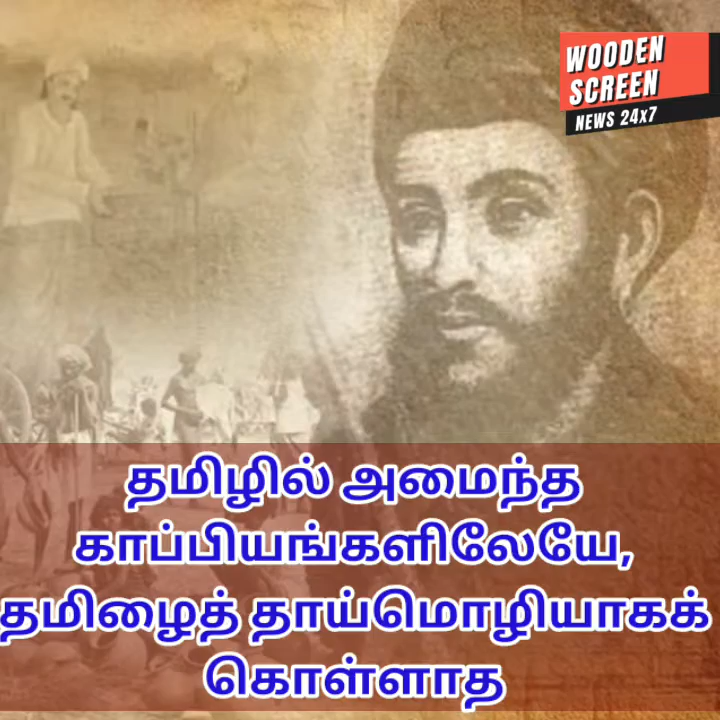 WOODEN
SCREEN
NEWS 24x7
தமிழில் அமைந்த
காப்பியங்களிலேயே,
தமிழைத் தாய்மொழியாகக்
கொள்ளாத